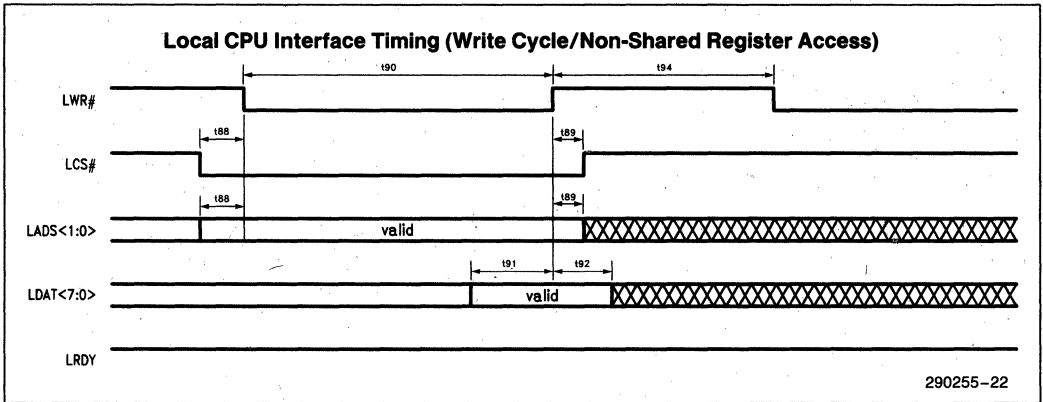 Local CPU Interface Timing (Write Cycle/Non-Shared Register Access)
t90 t94
LWR#
t88 t89
LCS#
t88 t89
LADS<1:0> valid
t91 t92
LDAT<7:0> valid
LRDY
290255-22